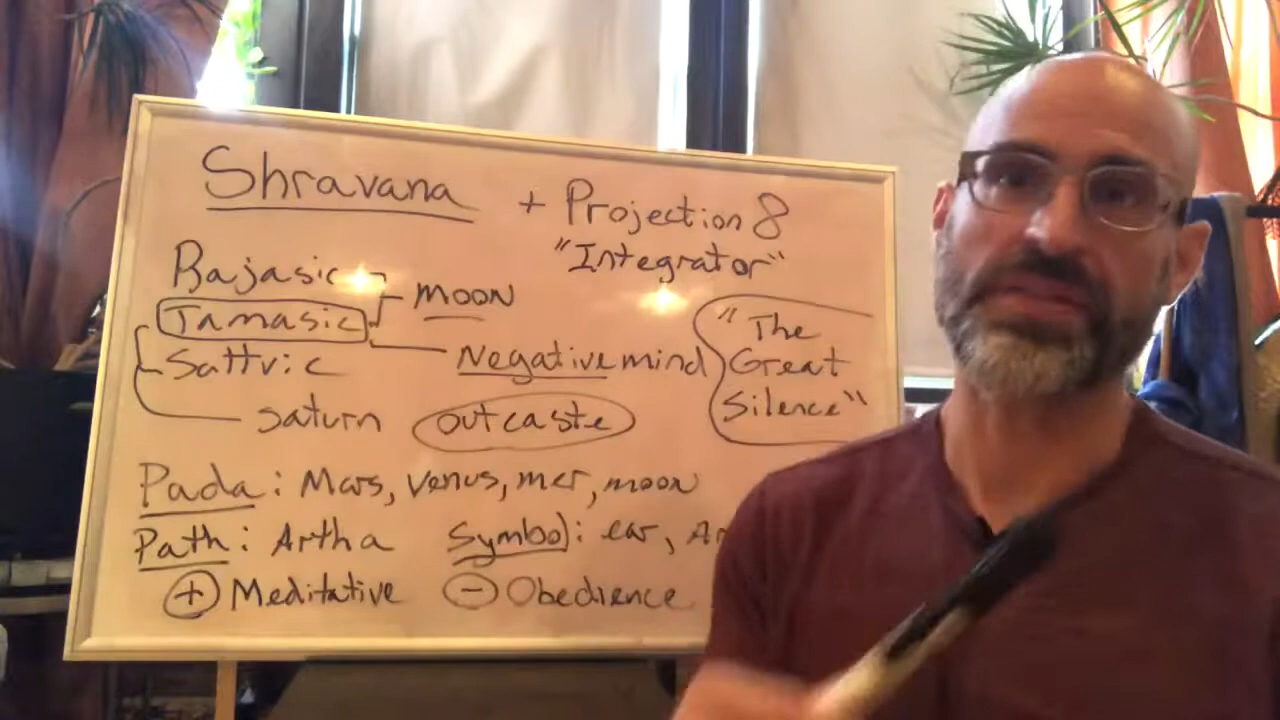 Shravana + Projection 8
"Integrator"
Rajasic
moon
Tamasic
Sattvic
Negative mind
"The
Great
Silence"
saturn outcaste
Pada: Mars, venus, mer, moon
Path: Artha Symbol: ear,
+ Meditative − Obedience